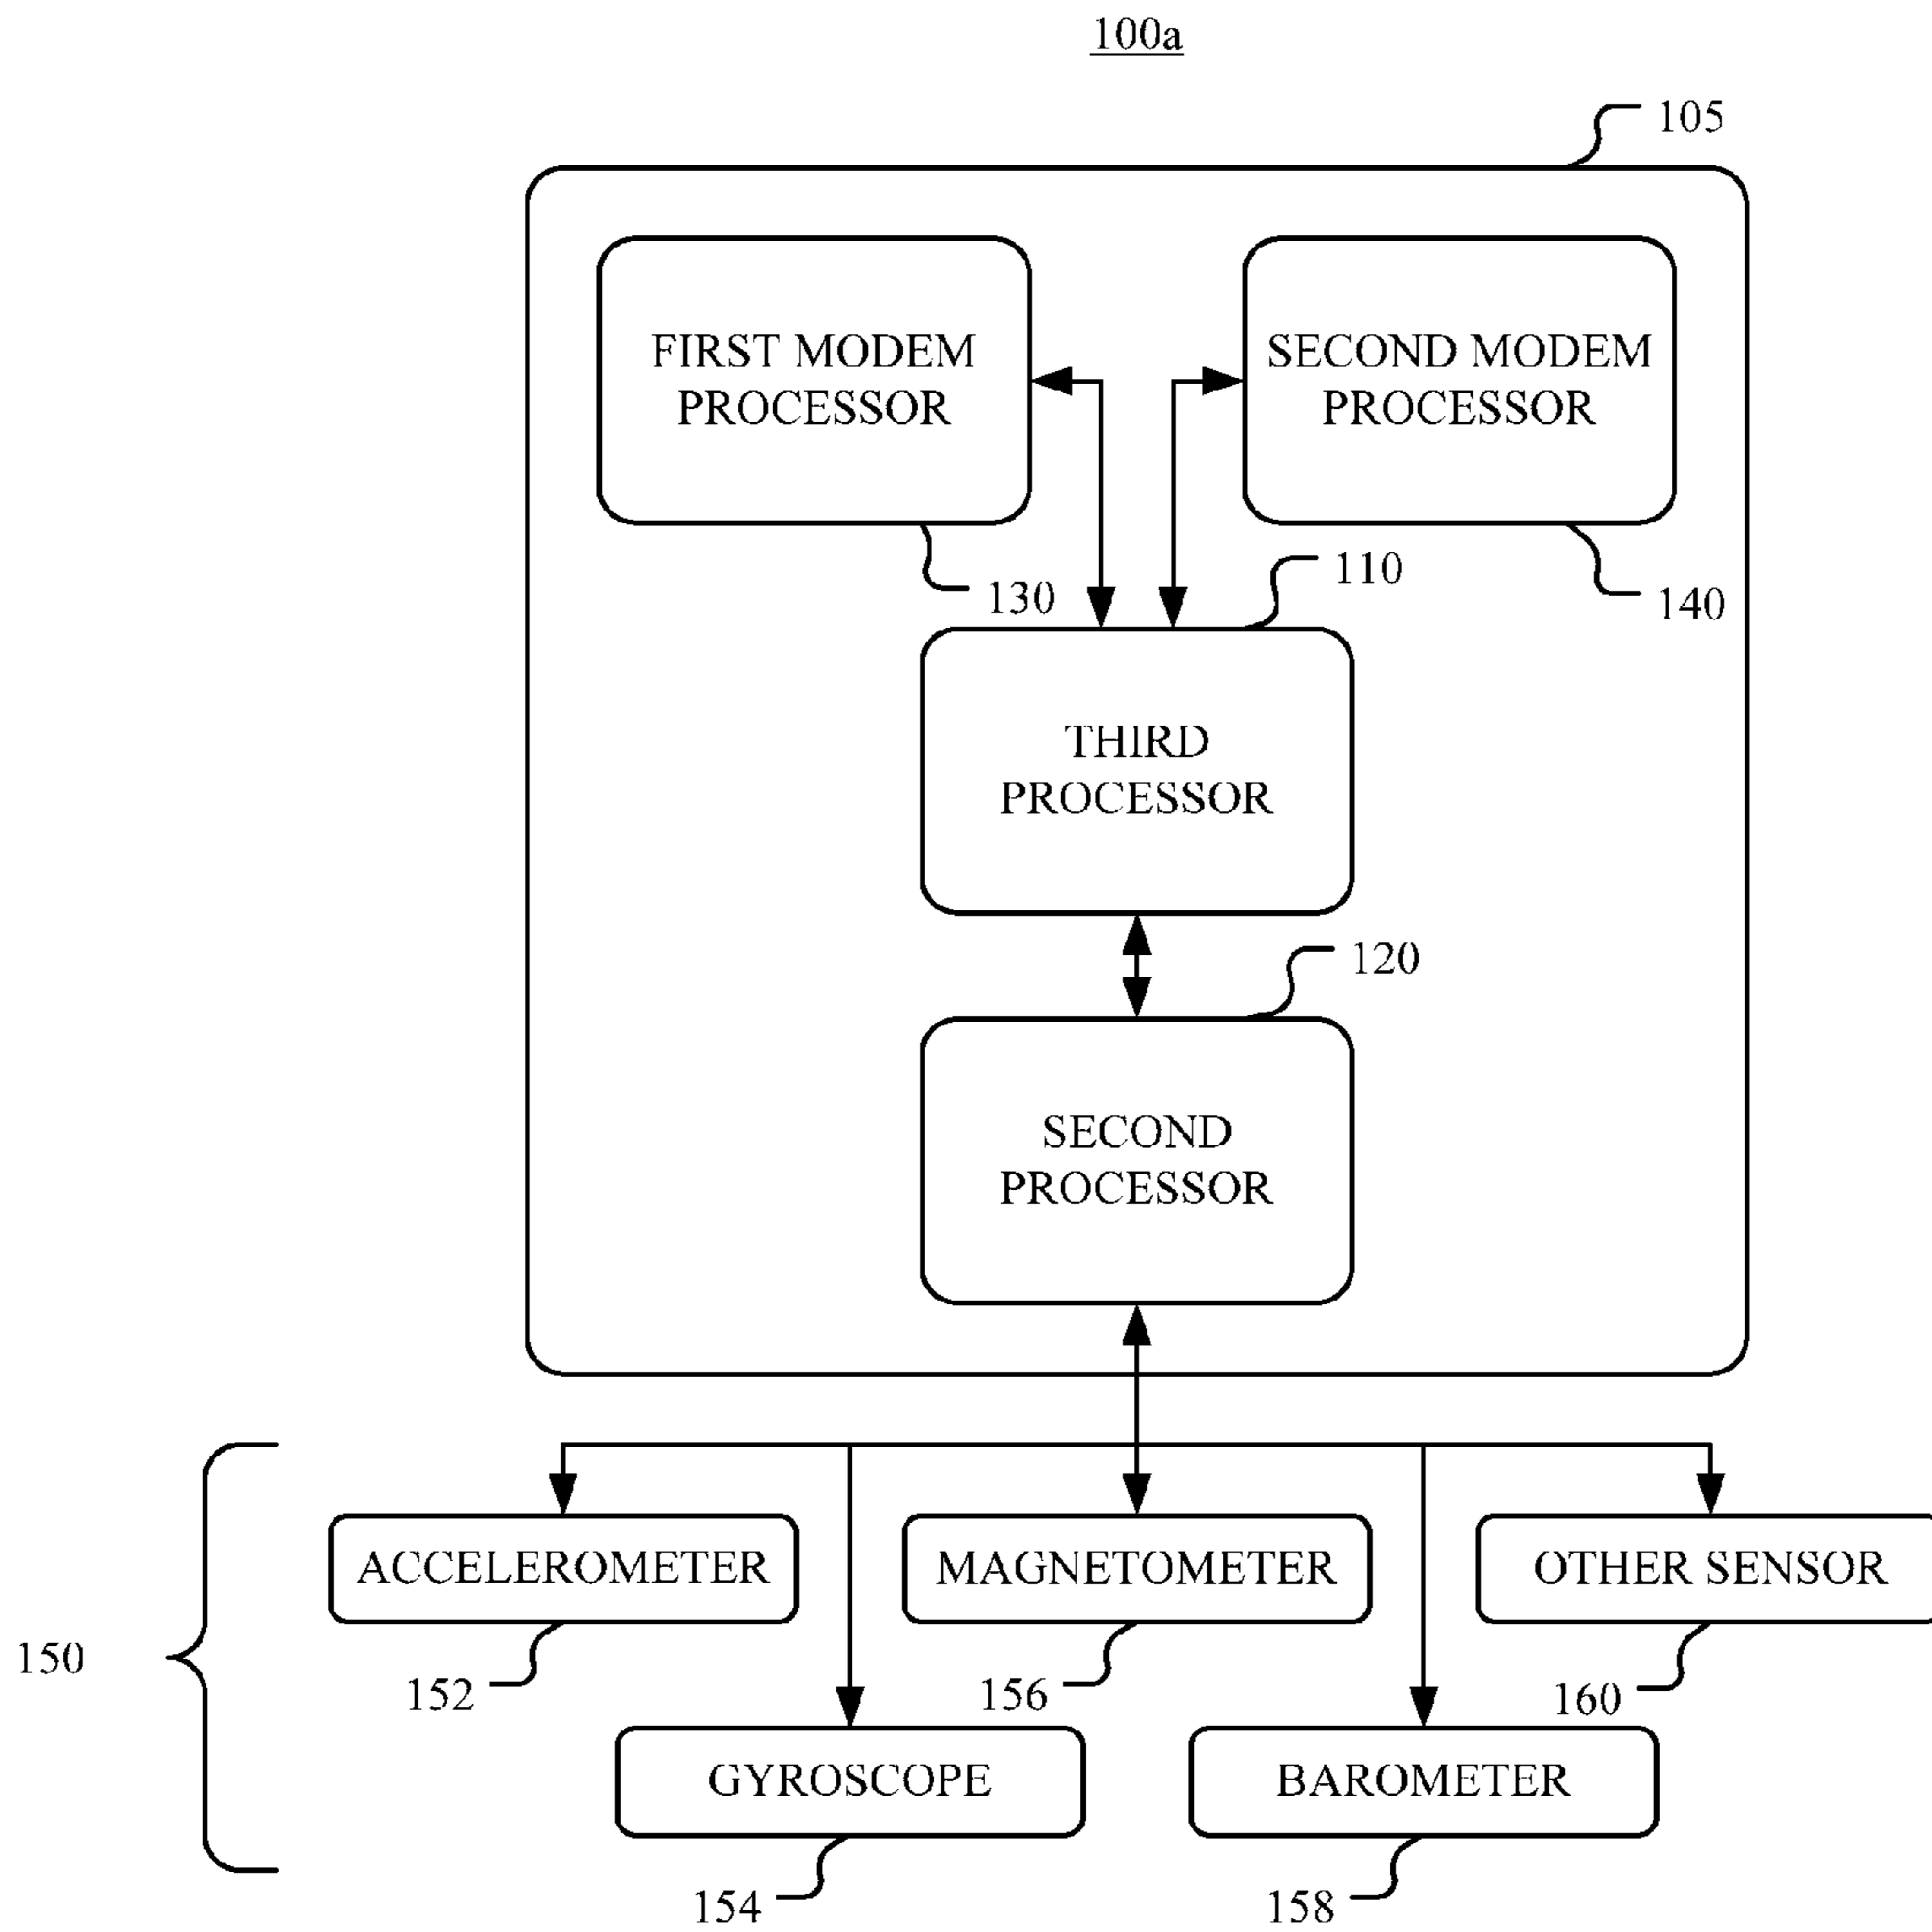 100a
105
FIRST MODEM
PROCESSOR
SECOND MODEM
PROCESSOR
130
110
140
THIRD
PROCESSOR
120
SECOND
PROCESSOR
ACCELEROMETER
MAGNETOMETER
OTHER SENSOR
150
152
156
160
GYROSCOPE
BAROMETER
154
158